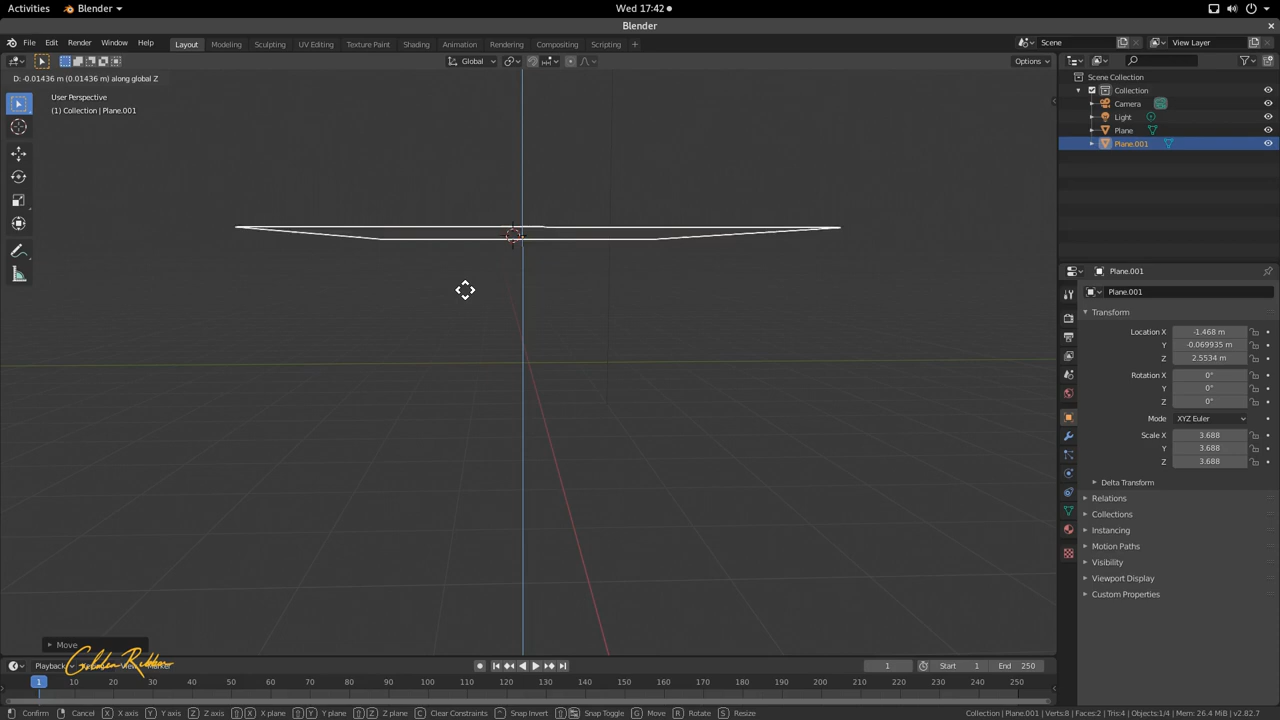 Activities Blender Wed 17:42
Blender
File Edit Render Window Help Layout Modeling Sculpting UV Editing Texture Paint Shading Animation Rendering Compositing Scripting + Scene View Layer
Global Options
D: -0.01436 m (0.01436 m) along global Z
User Perspective
(1) Collection | Plane.001
Scene Collection
Collection
Camera
Light
Plane
Plane.001
Plane.001
Plane.001
Transform
Location X -1.468 m
Y -0.069935 m
Z 2.5534 m
Rotation X 0°
Y 0°
Z 0°
Mode XYZ Euler
Scale X 3.688
Y 3.688
Z 3.688
Delta Transform
Relations
Collections
Instancing
Motion Paths
Visibility
Viewport Display
Custom Properties
Move
Playback Marker 1 Start 1 End 250
1 10 20 30 40 50 60 70 80 90 100 110 120 130 140 150 160 170 180 190 200 210 220 230 240 250
Confirm Cancel X X axis Y Y axis Z Z axis X X plane Y Y plane Z Z plane C Clear Constraints Snap Invert Snap Toggle G Move R Rotate S Resize Collection | Plane.001 | Verts:8 | Faces:2 | Tris:4 | Objects:1/4 | Mem: 26.4 MiB | v2.82.7